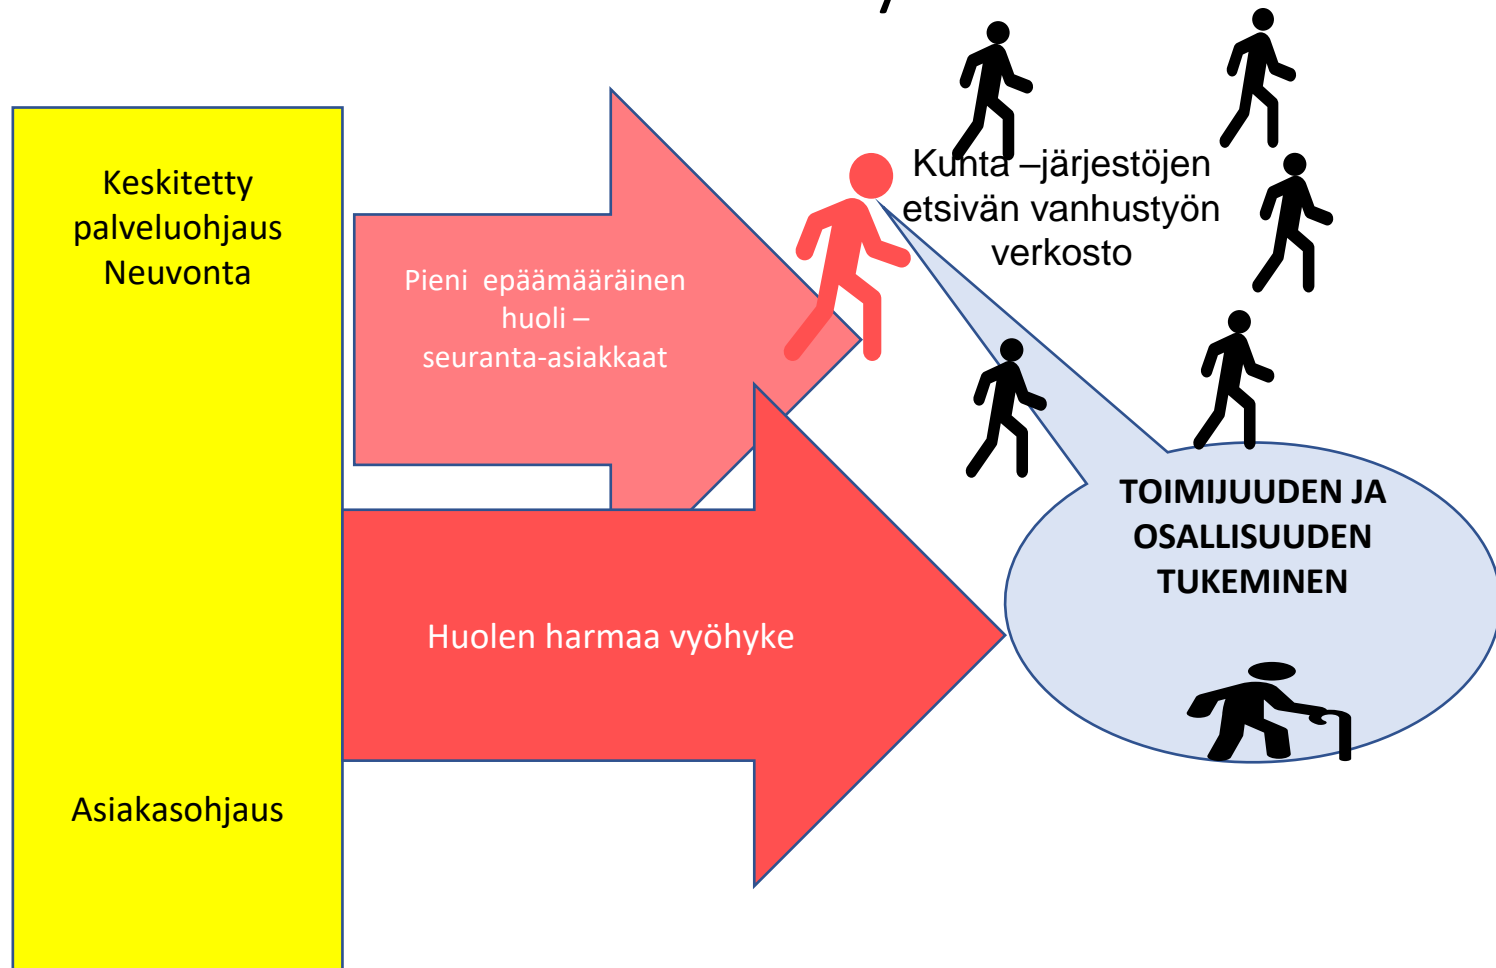 Keskitetty
palveluohjaus
Neuvonta
Asiakasohjaus
Pieni epäämääräinen
huoli –
seuranta-asiakkaat
Huolen harmaa vyöhyke
Kunta –järjestöjen
etsivän vanhustyön
verkosto
TOIMIJUUDEN JA
OSALLISUUDEN
TUKEMINEN